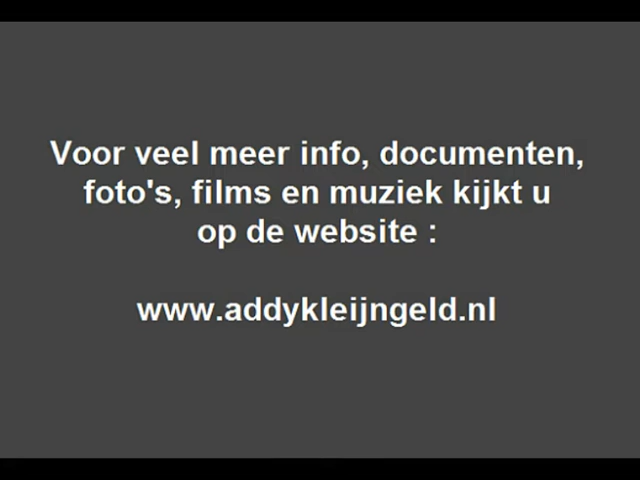 Voor veel meer info, documenten,
foto's, films en muziek kijkt u
op de website :
www.addykleijngeld.nl